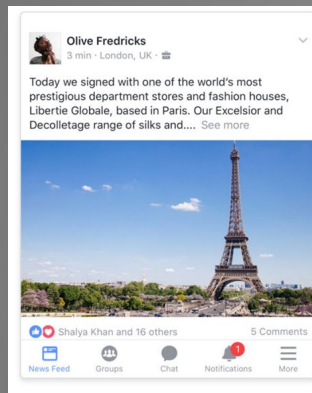 Olive Fredricks
3 min · London, UK ·
Today we signed with one of the world's most
prestigious department stores and fashion houses,
Libertie Globale, based in Paris. Our Excelsior and
Decolletage range of silks and.... See more
Shalya Khan and 16 others 5 Comments
1
News Feed Groups Chat Notifications More